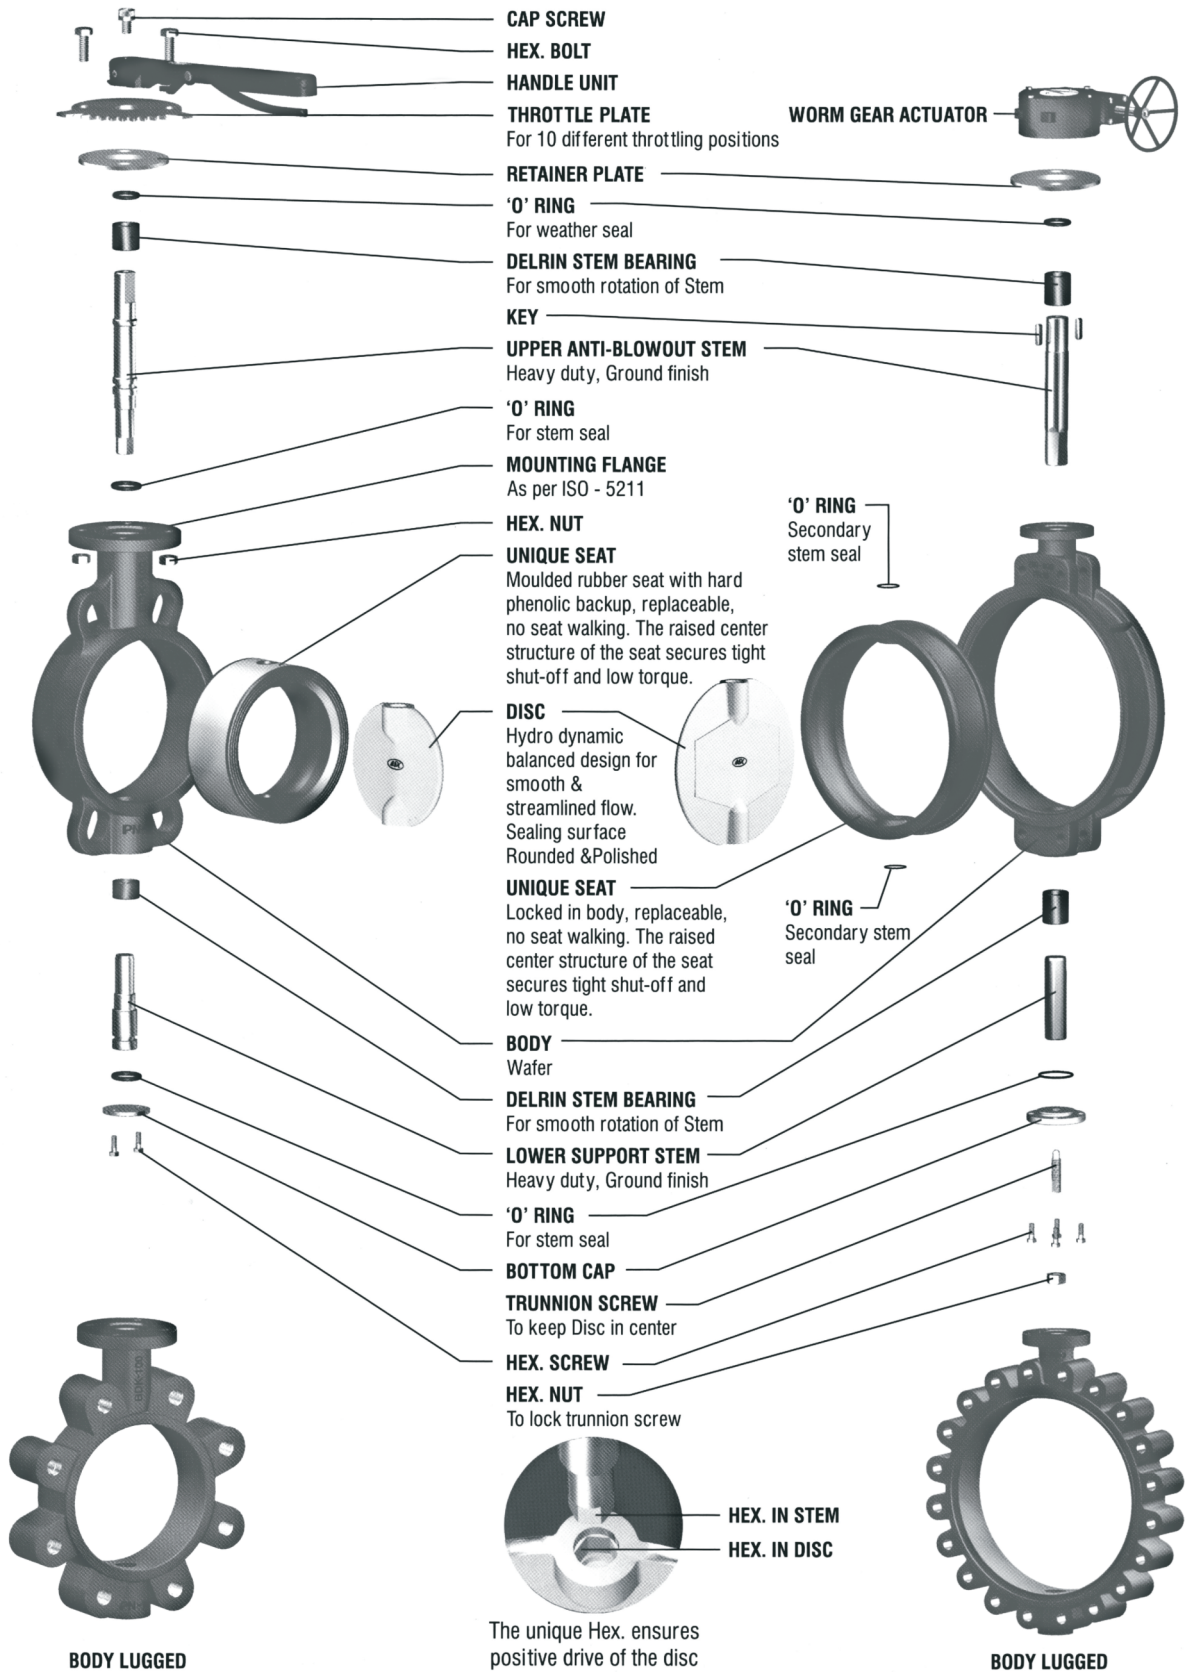 CAP SCREW
HEX. BOLT
HANDLE UNIT
THROTTLE PLATE
For 10 different throttling positions
WORM GEAR ACTUATOR
RETAINER PLATE
‘O’ RING
For weather seal
DELRIN STEM BEARING
For smooth rotation of Stem
KEY
UPPER ANTI-BLOWOUT STEM
Heavy duty, Ground finish
‘O’ RING
For stem seal
MOUNTING FLANGE
As per ISO - 5211
HEX. NUT
UNIQUE SEAT
Moulded rubber seat with hard
phenolic backup, replaceable,
no seat walking. The raised center
structure of the seat secures tight
shut-off and low torque.
‘O’ RING
Secondary
stem seal
DISC
Hydro dynamic
balanced design for
smooth &
streamlined flow.
Sealing surface
Rounded &Polished
UNIQUE SEAT
Locked in body, replaceable,
no seat walking. The raised
center structure of the seat
secures tight shut-off and
low torque.
‘O’ RING
Secondary stem
seal
BODY
Wafer
DELRIN STEM BEARING
For smooth rotation of Stem
LOWER SUPPORT STEM
Heavy duty, Ground finish
‘O’ RING
For stem seal
BOTTOM CAP
TRUNNION SCREW
To keep Disc in center
HEX. SCREW
HEX. NUT
To lock trunnion screw
HEX. IN STEM
HEX. IN DISC
The unique Hex. ensures
positive drive of the disc
BODY LUGGED
BODY LUGGED